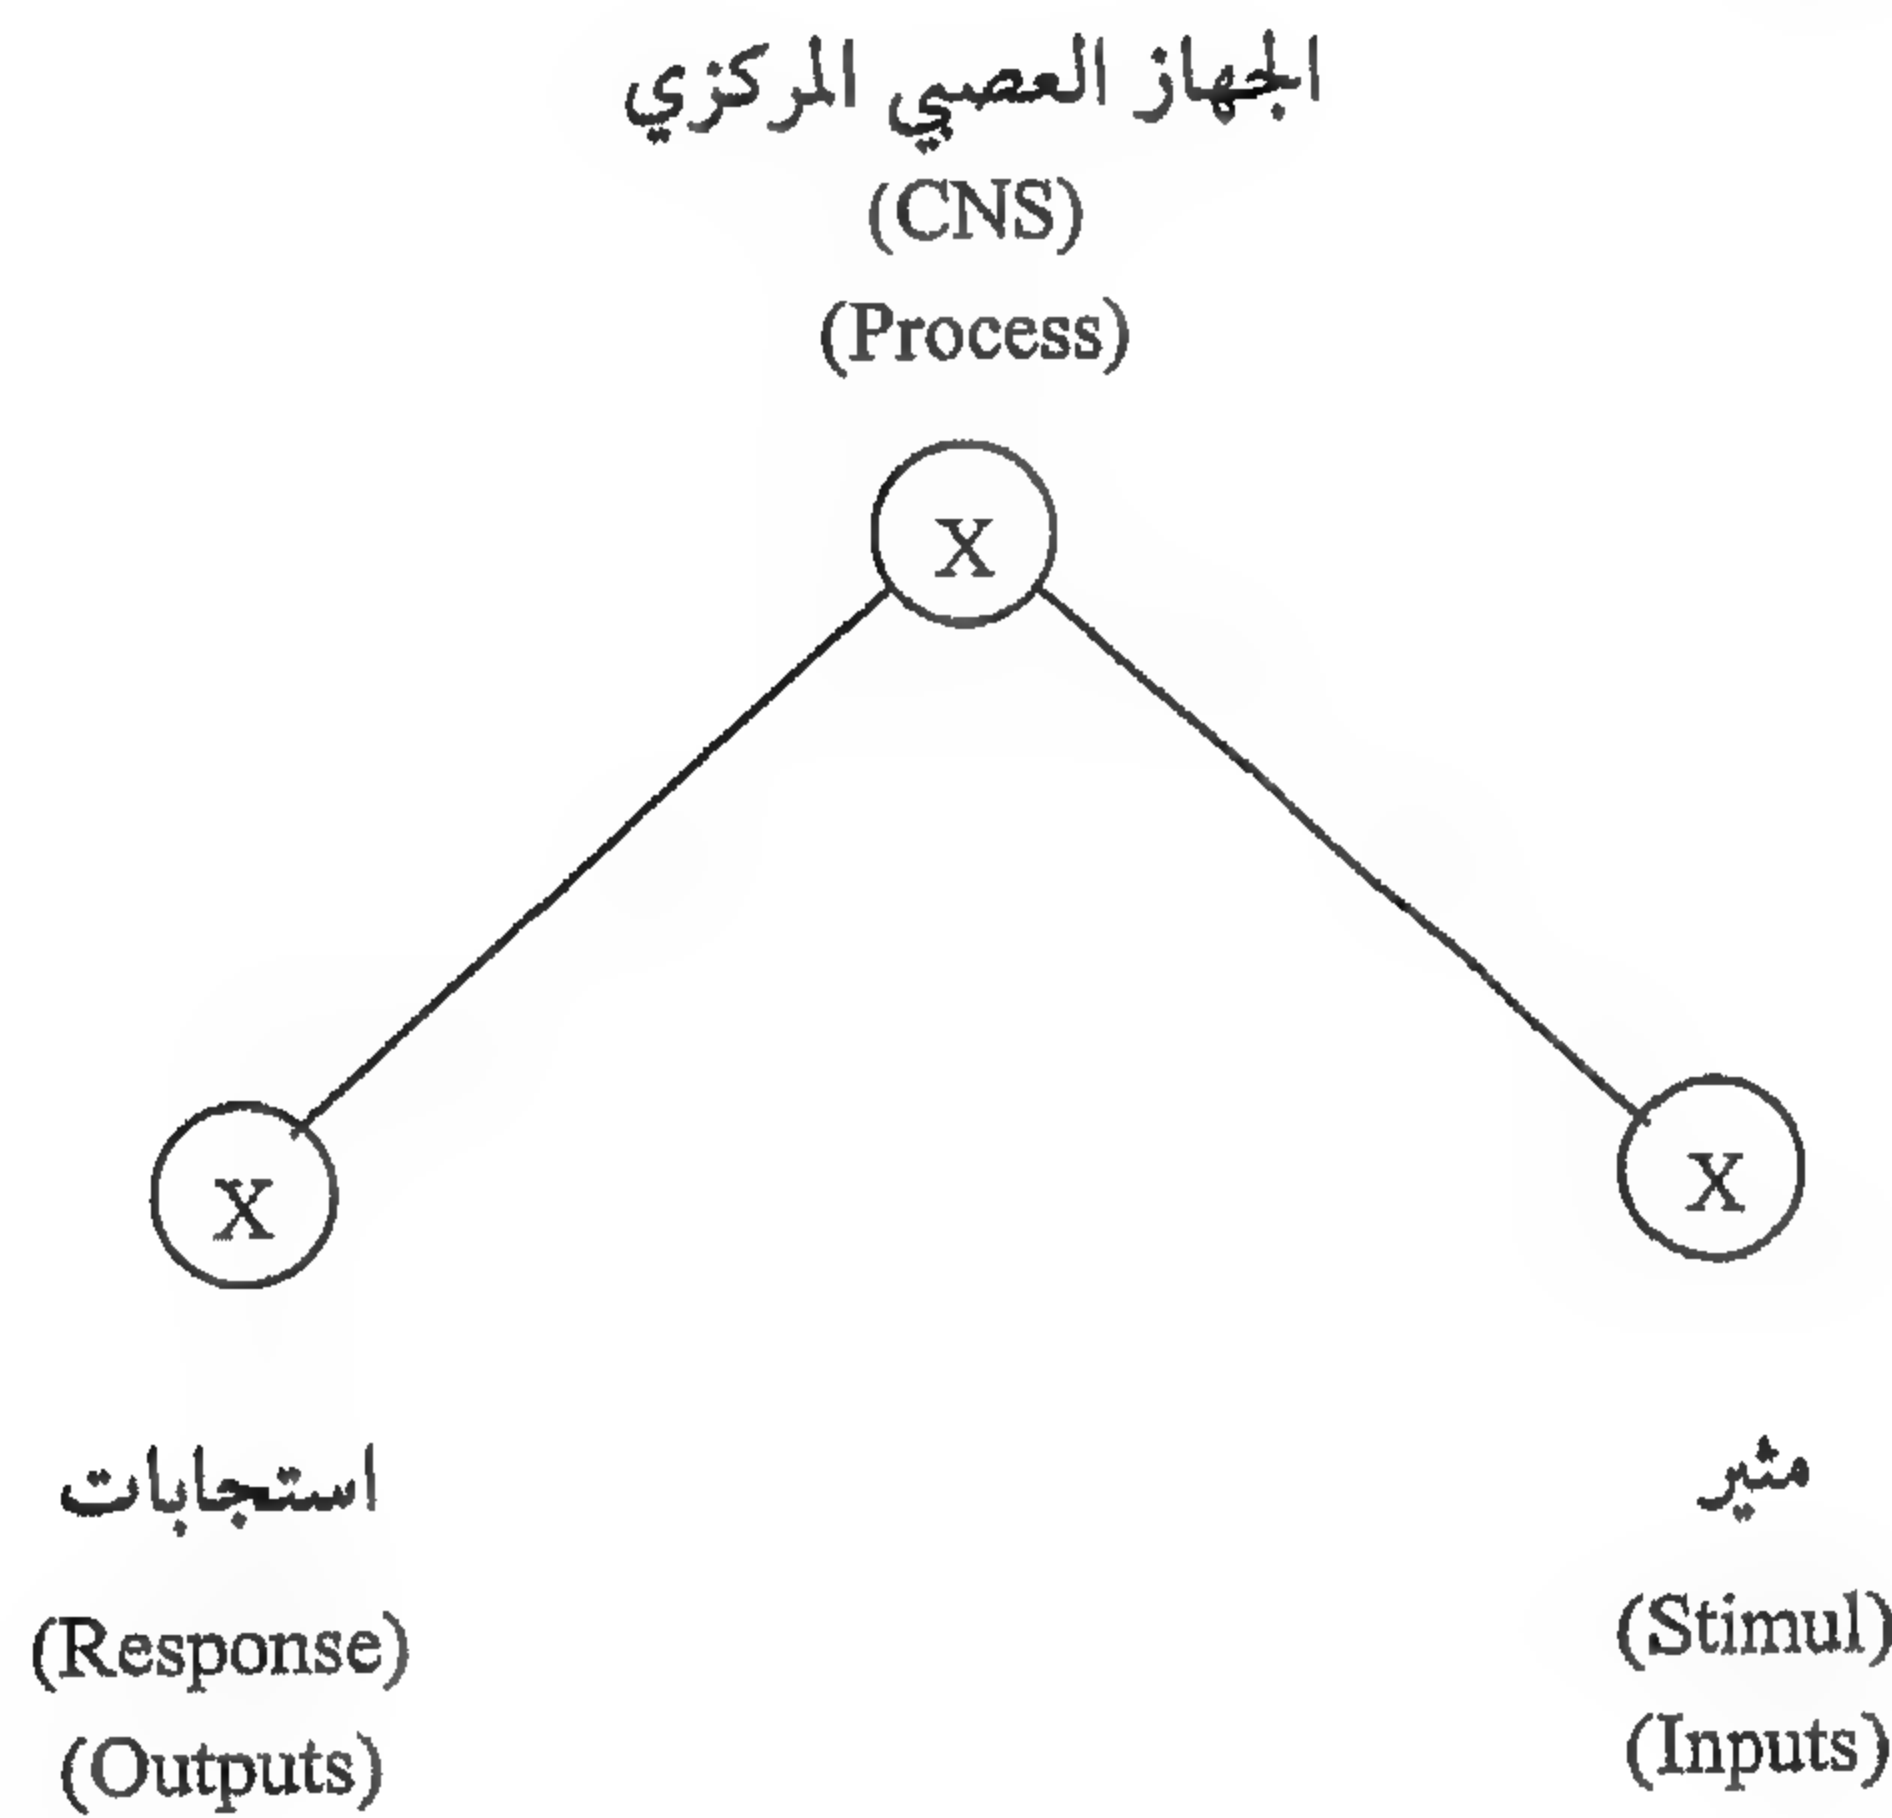 الجهاز العصبي المركزي
(CNS)
(Process)
X
X
X
مثير
(Stimul)
(Inputs)
استجابات
(Response)
(Outputs)